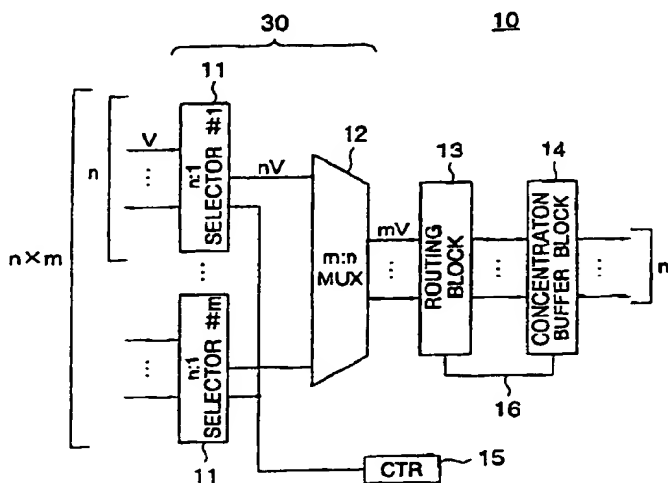 30
10
n×m
n
V
11
n:1
SELECTOR #1
nV
12
m:n
MUX
mV
13
ROUTING
BLOCK
14
CONCENTRATON
BUFFER BLOCK
n
n:1
SELECTOR #m
11
16
CTR
15